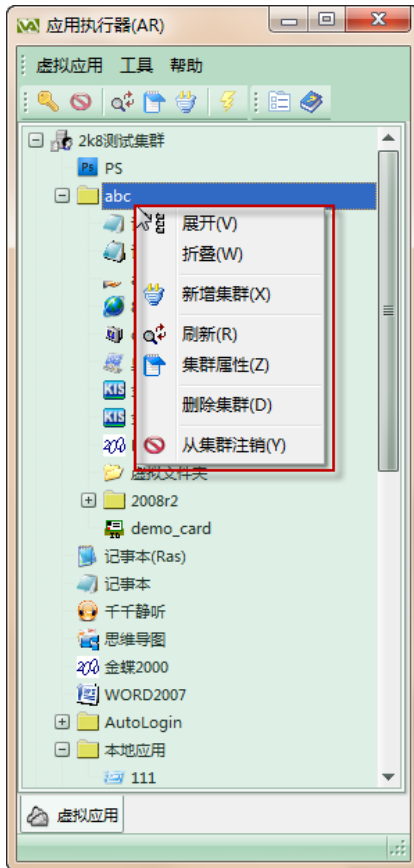 应用执行器(AR)
虚拟应用 工具 帮助
2k8测试集群
Ps PS
abc
展开(V)
折叠(W)
新增集群(X)
刷新(R)
集群属性(Z)
删除集群(D)
KIS
KIS
从集群注销(Y)
虚拟文件夹
2008r2
demo_card
记事本(Ras)
记事本
千千静听
思维导图
金蝶2000
WORD2007
AutoLogin
本地应用
111
虚拟应用